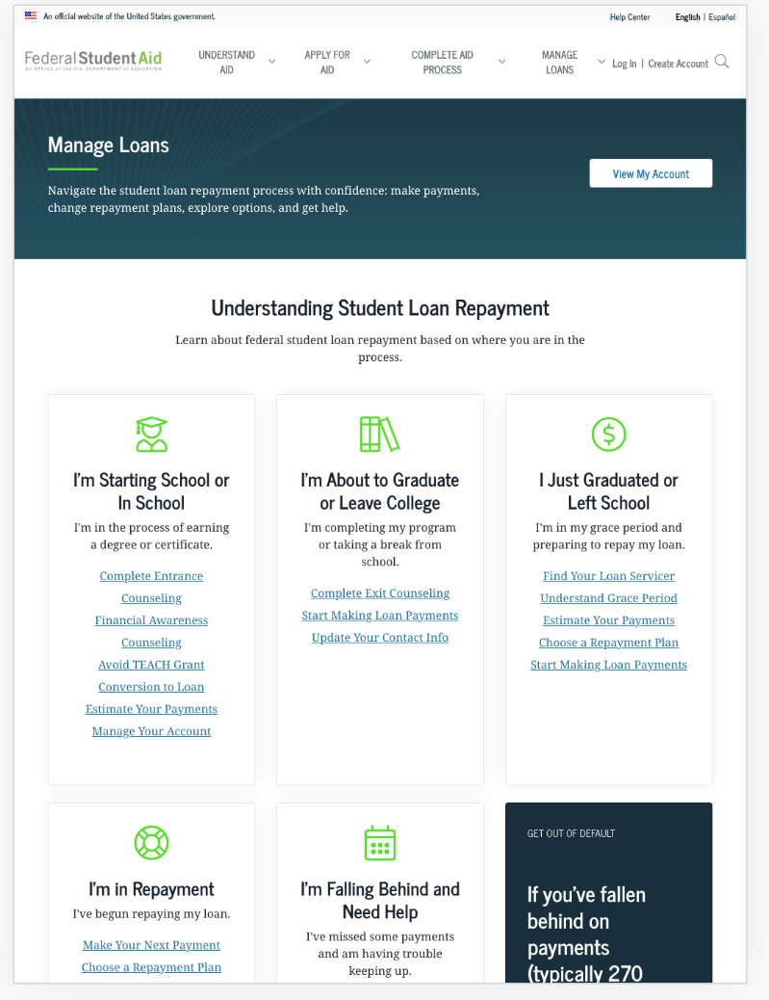 An official website of the United States government.
Help Center
English | Español
Federal Student Aid
An OFFICE of the U.S. DEPARTMENT of EDUCATION
UNDERSTAND
AID
APPLY FOR
AID
COMPLETE AID
PROCESS
MANAGE
LOANS
Log In | Create Account
Manage Loans
Navigate the student loan repayment process with confidence: make payments,
change repayment plans, explore options, and get help.
View My Account
Understanding Student Loan Repayment
Learn about federal student loan repayment based on where you are in the
process.
I'm Starting School or
In School
I'm in the process of earning
a degree or certificate.
Complete Entrance
Counseling
Financial Awareness
Counseling
Avoid TEACH Grant
Conversion to Loan
Estimate Your Payments
Manage Your Account
I'm About to Graduate
or Leave College
I'm completing my program
or taking a break from
school.
Complete Exit Counseling
Start Making Loan Payments
Update Your Contact Info
I Just Graduated or
Left School
I'm in my grace period and
preparing to repay my loan.
Find Your Loan Servicer
Understand Grace Period
Estimate Your Payments
Choose a Repayment Plan
Start Making Loan Payments
I'm in Repayment
I've begun repaying my loan.
Make Your Next Payment
Choose a Repayment Plan
I'm Falling Behind and
Need Help
I've missed some payments
and am having trouble
keeping up.
GET OUT OF DEFAULT
If you've fallen
behind on
payments
(typically 270